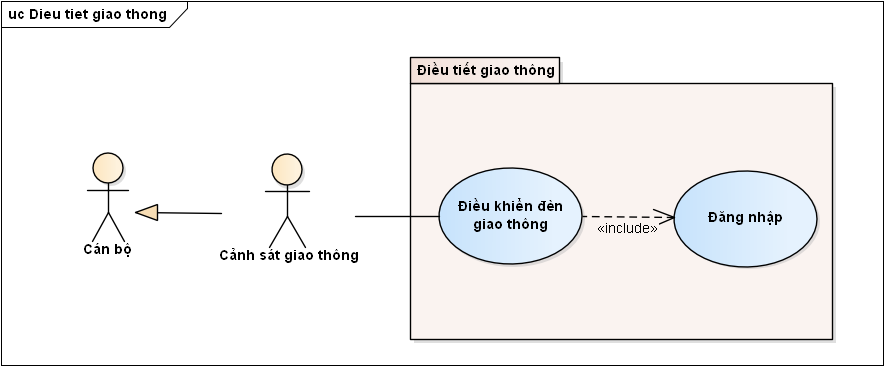 uc Dieu tiet giao thong
Điều tiết giao thông
Điều khiển đèn
giao thông
Đăng nhập
«include»
Cán bộ
Cảnh sát giao thông